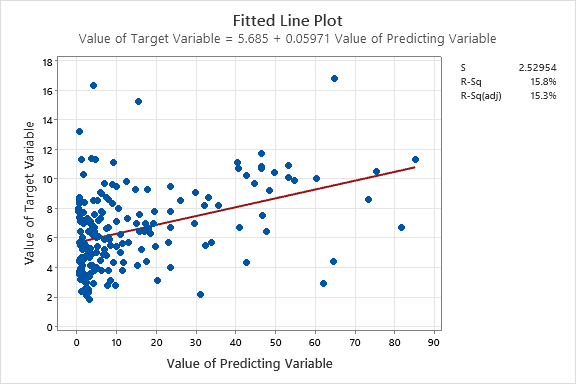 Fitted Line Plot
Value of Target Variable = 5.685 + 0.05971 Value of Predicting Variable
S 2.52954
R-Sq 15.8%
R-Sq(adj) 15.3%
18
16
14
12
10
8
6
4
2
0
Value of Target Variable
0 10 20 30 40 50 60 70 80 90
Value of Predicting Variable